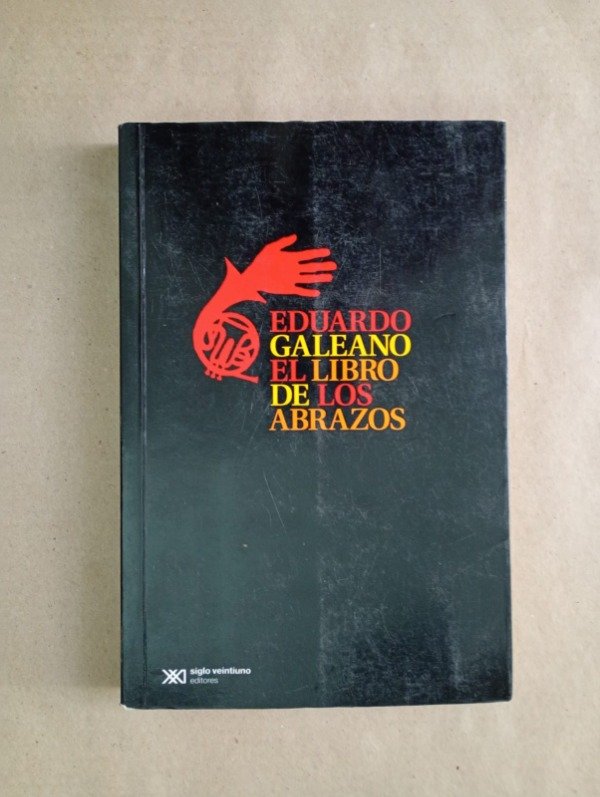 EDUARDO
GALEANO
EL LIBRO
DE LOS
ABRAZOS
siglo veintiuno
editores